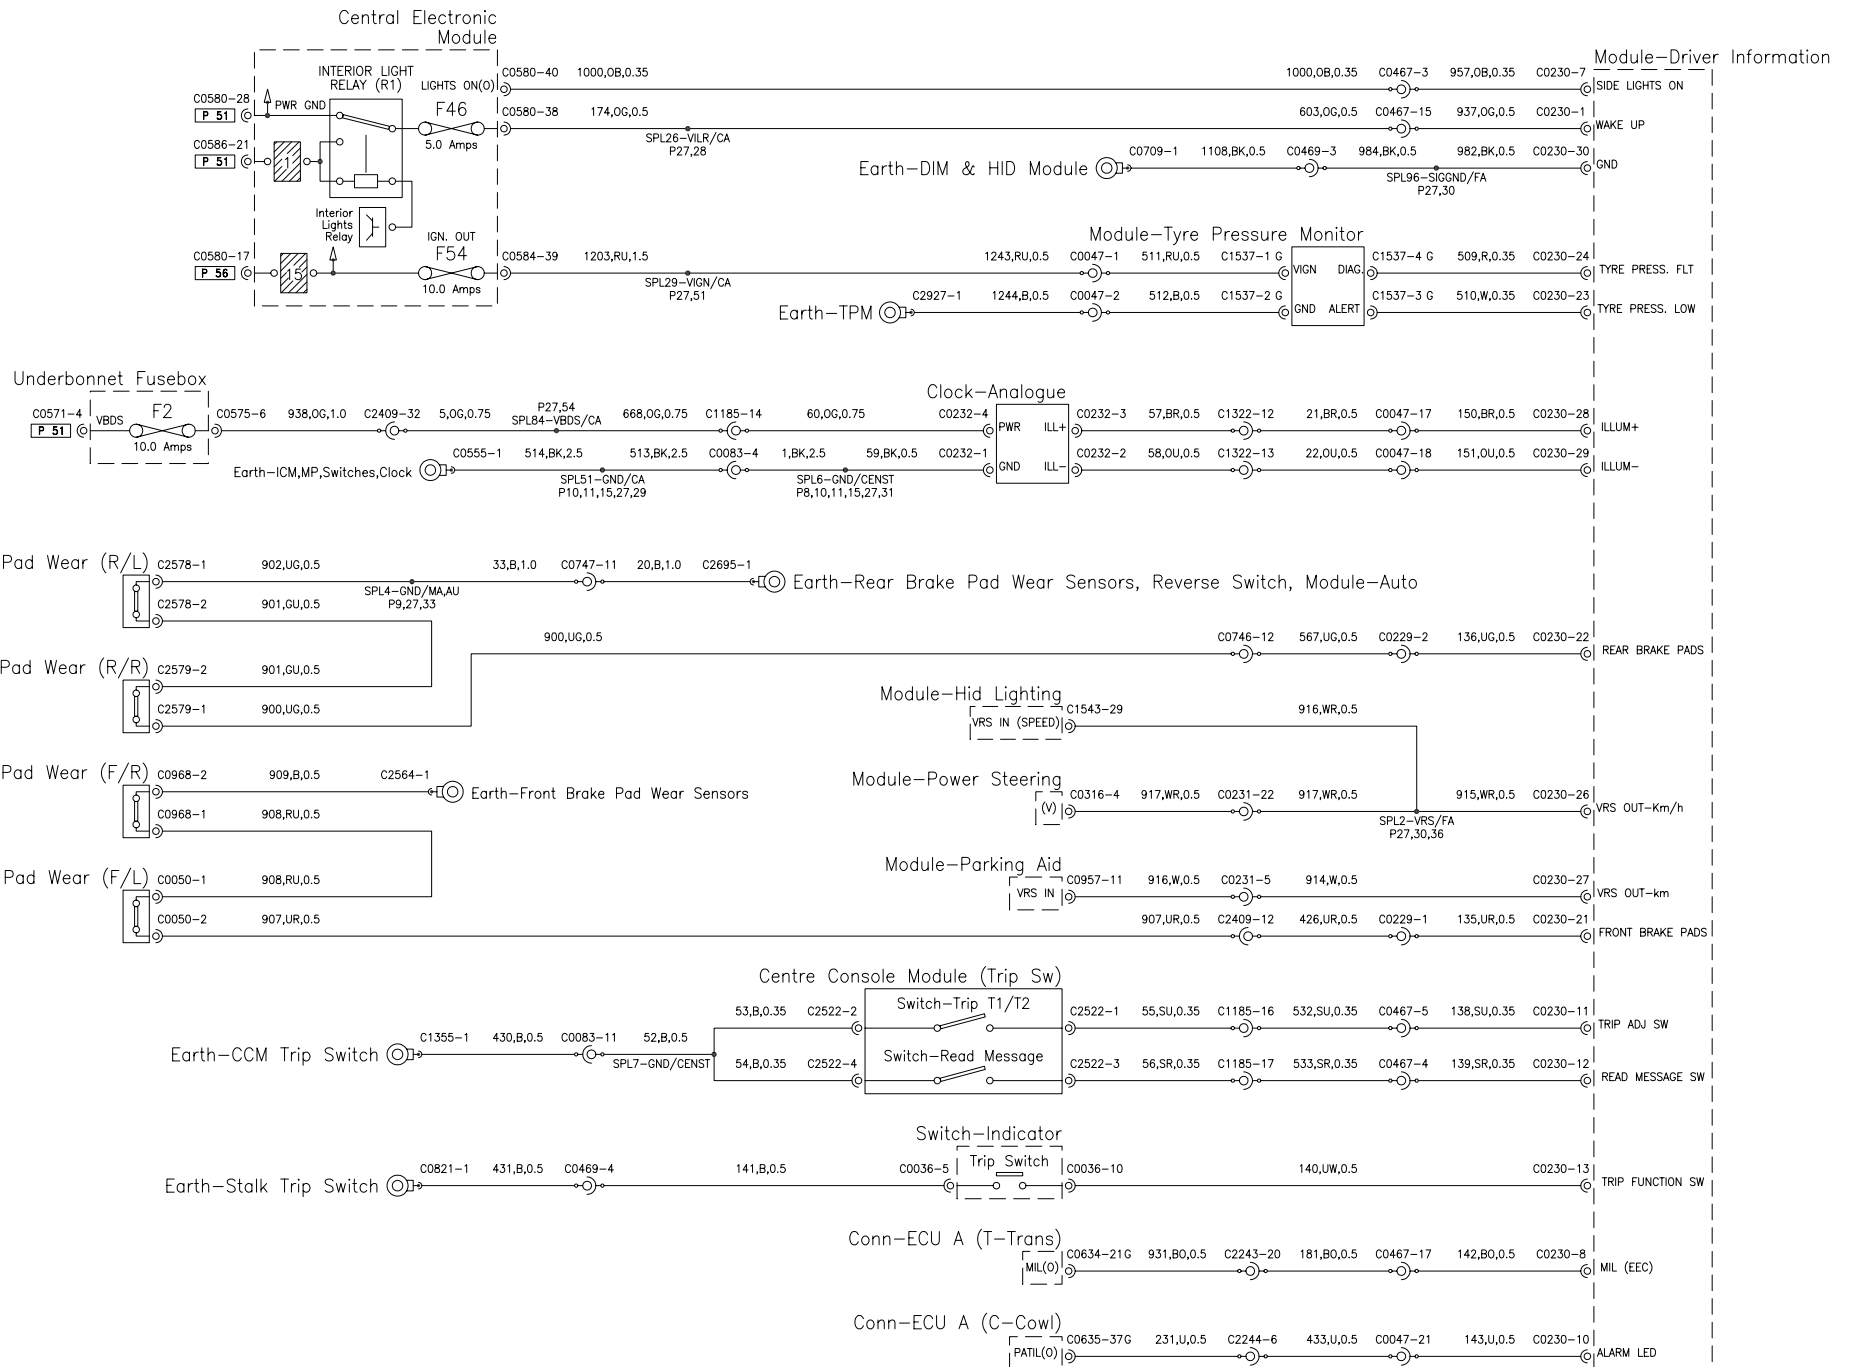 Central Electronic
Module
Module-Driver Information
INTERIOR LIGHT
RELAY (R1)
LIGHTS ON(O)
C0580-40 1000,OB,0.35 1000,OB,0.35 C0467-3 957,OB,0.35 C0230-7
SIDE LIGHTS ON
C0580-28
P 51
PWR GND
F46
5.0 Amps
C0580-38 174,OG,0.5 603,OG,0.5 C0467-15 937,OG,0.5 C0230-1
WAKE UP
SPL26-VILR/CA
P27,28
C0586-21
P 51
1
Earth-DIM & HID Module
C0709-1 1108,BK,0.5 C0469-3 984,BK,0.5 982,BK,0.5 C0230-30
GND
SPL96-SIGGND/FA
P27,30
Interior
Lights
Relay
IGN. OUT
F54
10.0 Amps
Module-Tyre Pressure Monitor
C0580-17
P 56
15
C0584-39 1203,RU,1.5 1243,RU,0.5 C0047-1 511,RU,0.5 C1537-1 G
VIGN DIAG.
C1537-4 G 509,R,0.35 C0230-24
TYRE PRESS. FLT
SPL29-VIGN/CA
P27,51
Earth-TPM
C2927-1 1244,B,0.5 C0047-2 512,B,0.5 C1537-2 G
GND ALERT
C1537-3 G 510,W,0.35 C0230-23
TYRE PRESS. LOW
Underbonnet Fusebox
Clock-Analogue
C0571-4
P 51
VBDS
F2
10.0 Amps
C0575-6 938,OG,1.0 C2409-32 5,OG,0.75
P27,54
SPL84-VBDS/CA
668,OG,0.75 C1185-14 60,OG,0.75 C0232-4
PWR ILL+
C0232-3 57,BR,0.5 C1322-12 21,BR,0.5 C0047-17 150,BR,0.5 C0230-28
ILLUM+
Earth-ICM,MP,Switches,Clock
C0555-1 514,BK,2.5 513,BK,2.5 C0083-4 1,BK,2.5 59,BK,0.5 C0232-1
GND ILL-
C0232-2 58,OU,0.5 C1322-13 22,OU,0.5 C0047-18 151,OU,0.5 C0230-29
ILLUM-
SPL51-GND/CA
P10,11,15,27,29
SPL6-GND/CENST
P8,10,11,15,27,31
Pad Wear (R/L)
C2578-1 902,UG,0.5 33,B,1.0 C0747-11 20,B,1.0 C2695-1
Earth-Rear Brake Pad Wear Sensors, Reverse Switch, Module-Auto
SPL4-GND/MA,AU
P9,27,33
C2578-2 901,GU,0.5
900,UG,0.5 C0746-12 567,UG,0.5 C0229-2 136,UG,0.5 C0230-22
REAR BRAKE PADS
Pad Wear (R/R)
C2579-2 901,GU,0.5
C2579-1 900,UG,0.5
Module-Hid Lighting
VRS IN (SPEED)
C1543-29 916,WR,0.5
Pad Wear (F/R)
C0968-2 909,B,0.5 C2564-1
Earth-Front Brake Pad Wear Sensors
C0968-1 908,RU,0.5
Module-Power Steering
(V)
C0316-4 917,WR,0.5 C0231-22 917,WR,0.5 915,WR,0.5 C0230-26
VRS OUT-Km/h
SPL2-VRS/FA
P27,30,36
Pad Wear (F/L)
C0050-1 908,RU,0.5
Module-Parking Aid
VRS IN
C0957-11 916,W,0.5 C0231-5 914,W,0.5 C0230-27
VRS OUT-km
C0050-2 907,UR,0.5 907,UR,0.5 C2409-12 426,UR,0.5 C0229-1 135,UR,0.5 C0230-21
FRONT BRAKE PADS
Centre Console Module (Trip Sw)
Switch-Trip T1/T2
53,B,0.35 C2522-2
C2522-1 55,SU,0.35 C1185-16 532,SU,0.35 C0467-5 138,SU,0.35 C0230-11
TRIP ADJ SW
Earth-CCM Trip Switch
C1355-1 430,B,0.5 C0083-11 52,B,0.5
SPL7-GND/CENST
Switch-Read Message
54,B,0.35 C2522-4
C2522-3 56,SR,0.35 C1185-17 533,SR,0.35 C0467-4 139,SR,0.35 C0230-12
READ MESSAGE SW
Switch-Indicator
Trip Switch
Earth-Stalk Trip Switch
C0821-1 431,B,0.5 C0469-4 141,B,0.5 C0036-5
C0036-10 140,UW,0.5 C0230-13
TRIP FUNCTION SW
Conn-ECU A (T-Trans)
MIL(O)
C0634-21G 931,BO,0.5 C2243-20 181,BO,0.5 C0467-17 142,BO,0.5 C0230-8
MIL (EEC)
Conn-ECU A (C-Cowl)
PATIL(O)
C0635-37G 231,U,0.5 C2244-6 433,U,0.5 C0047-21 143,U,0.5 C0230-10
ALARM LED